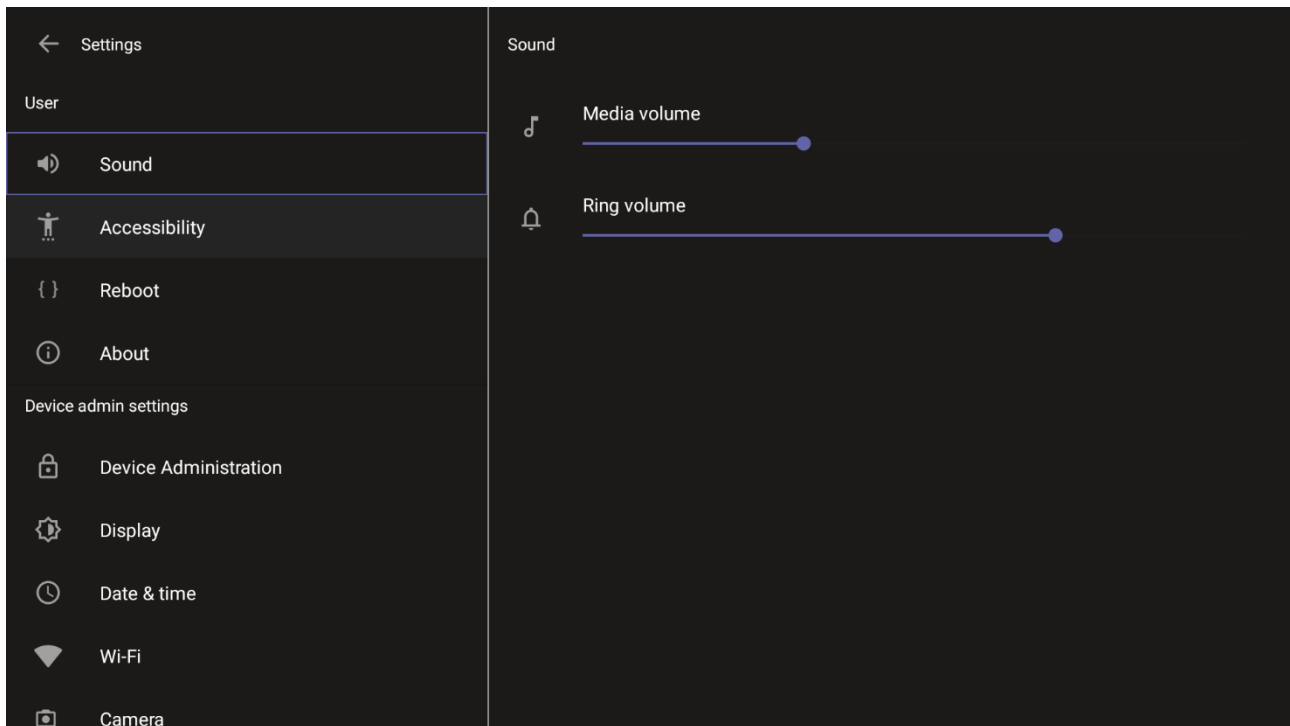 Settings
User
Sound
Accessibility
Reboot
About
Device admin settings
Device Administration
Display
Date & time
Wi-Fi
Camera
Sound
Media volume
Ring volume